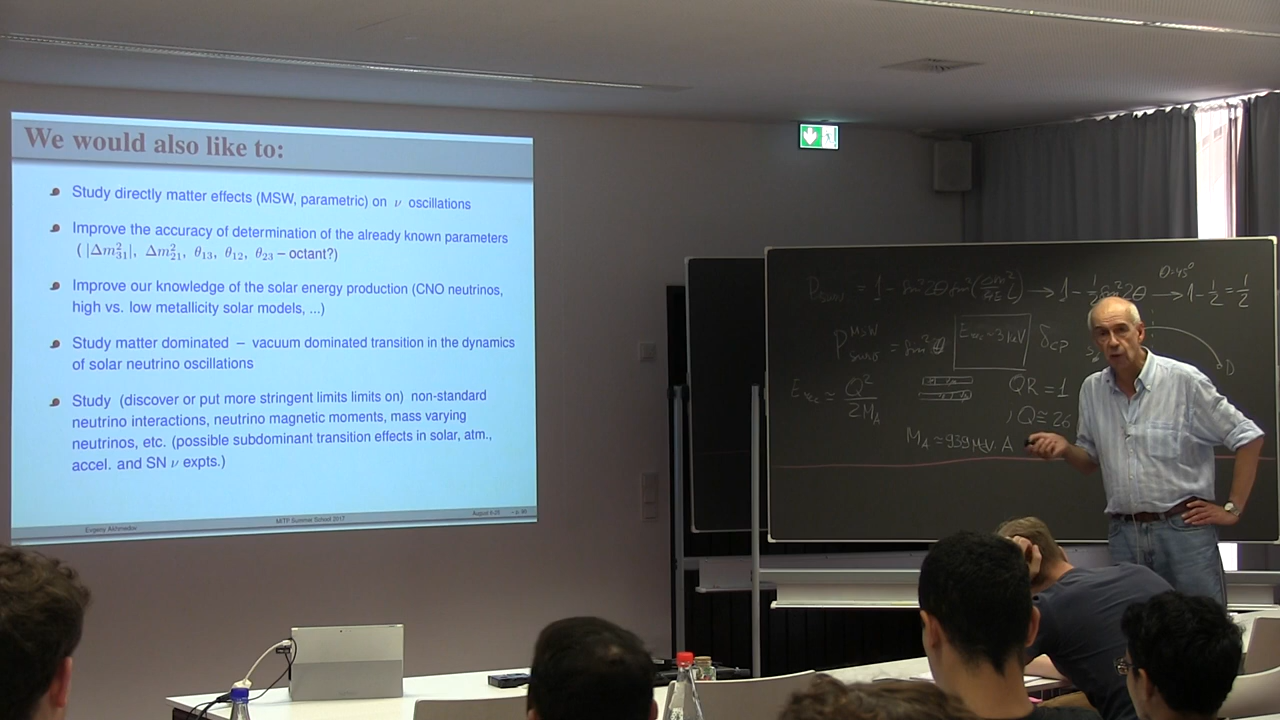 We would also like to:
Study directly matter effects (MSW, parametric) on ν oscillations
Improve the accuracy of determination of the already known parameters
( |Δm²₃₁|, Δm²₂₁, θ₁₃, θ₁₂, θ₂₃ – octant?)
Improve our knowledge of the solar energy production (CNO neutrinos,
high vs. low metallicity solar models, ...)
Study matter dominated – vacuum dominated transition in the dynamics
of solar neutrino oscillations
Study (discover or put more stringent limits limits on) non-standard
neutrino interactions, neutrino magnetic moments, mass varying
neutrinos, etc. (possible subdominant transition effects in solar, atm.,
accel. and SN ν expts.)
Evgeny Akhmedov
MITP Summer School 2017
θ=45°
→ 1 - ½ sin²2θ → 1 - ½ = ½
δCP
D
QR = 1
Q ≃ 26
M_A ≃ 939 MeV · A